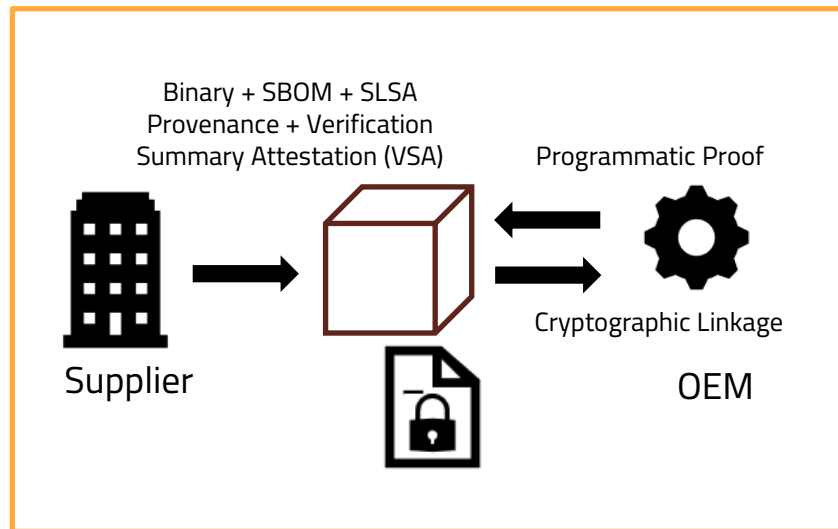 Binary + SBOM + SLSA
Provenance + Verification
Summary Attestation (VSA)
Programmatic Proof
Cryptographic Linkage
Supplier
OEM